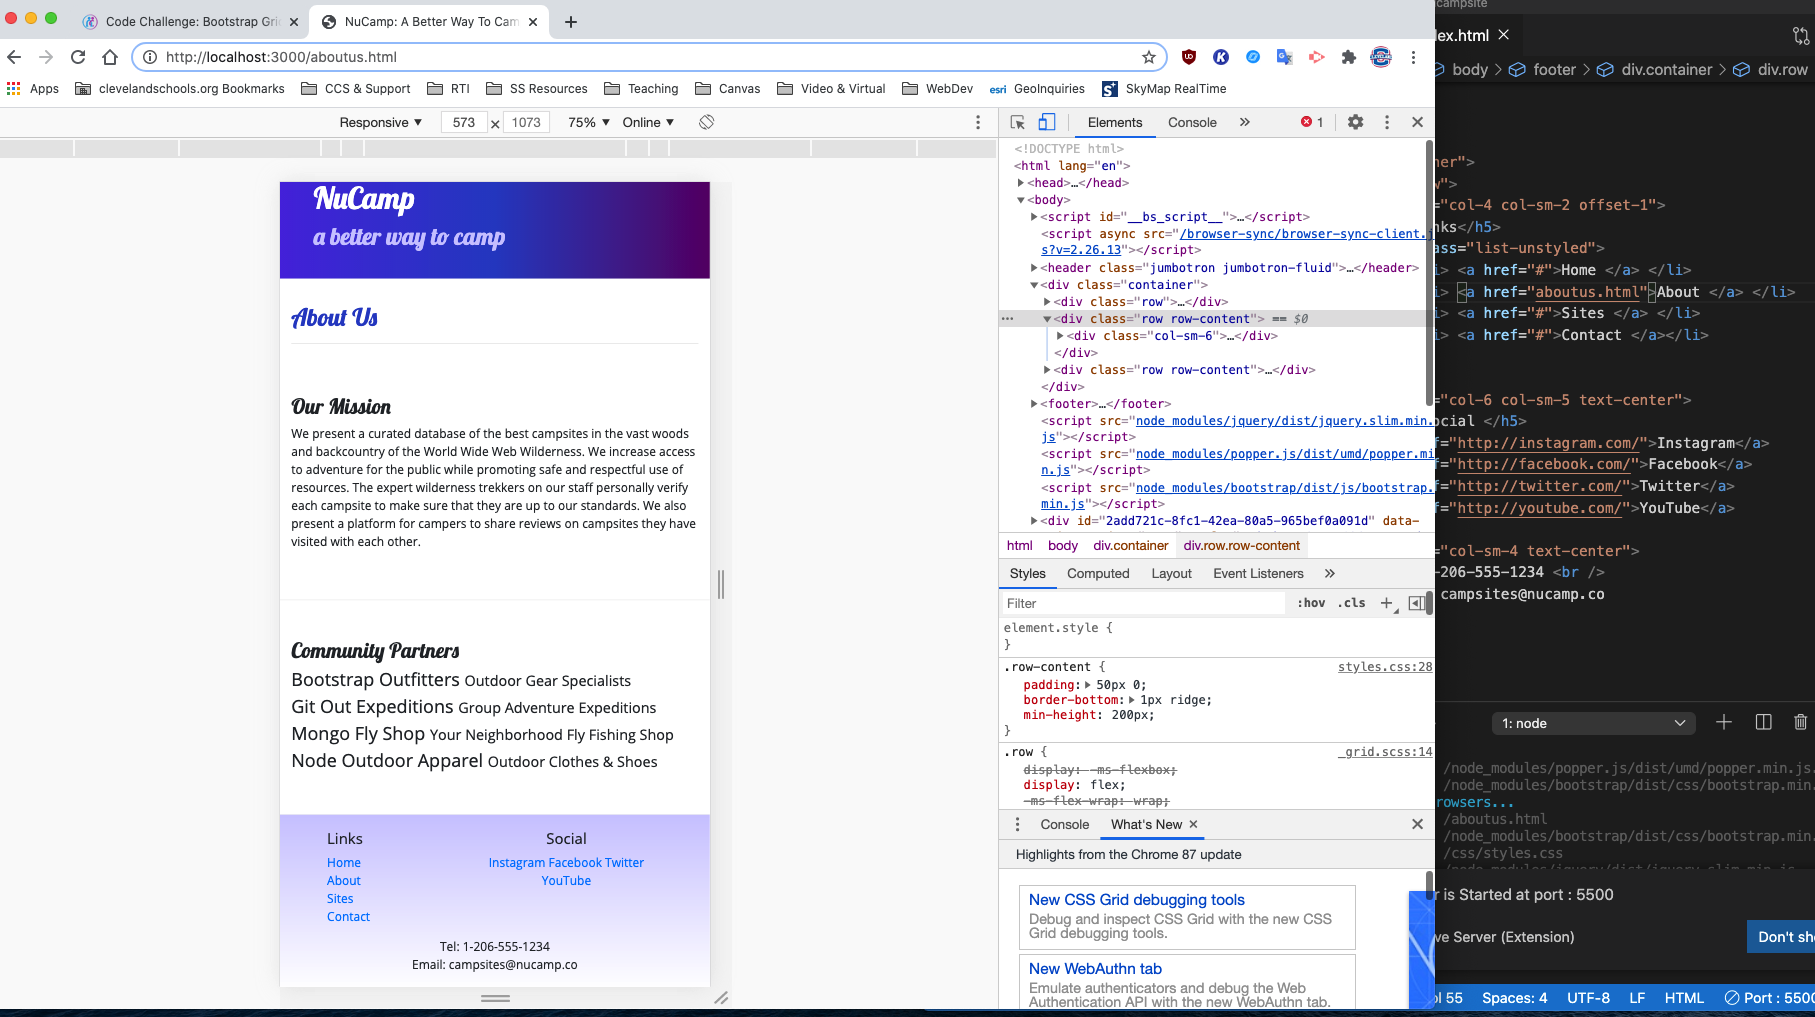 Code Challenge: Bootstrap Gri
NuCamp: A Better Way To Cam
http://localhost:3000/aboutus.html
Apps
clevelandschools.org Bookmarks
CCS & Support
RTI
SS Resources
Teaching
Canvas
Video & Virtual
WebDev
esri GeoInquiries
SkyMap RealTime
Responsive ▼ 573 x 1073 75% ▼ Online ▼
NuCamp
a better way to camp
About Us
Our Mission
We present a curated database of the best campsites in the vast woods
and backcountry of the World Wide Web Wilderness. We increase access
to adventure for the public while promoting safe and respectful use of
resources. The expert wilderness trekkers on our staff personally verify
each campsite to make sure that they are up to our standards. We also
present a platform for campers to share reviews on campsites they have
visited with each other.
Community Partners
Bootstrap Outfitters Outdoor Gear Specialists
Git Out Expeditions Group Adventure Expeditions
Mongo Fly Shop Your Neighborhood Fly Fishing Shop
Node Outdoor Apparel Outdoor Clothes & Shoes
Links
Home
About
Sites
Contact
Social
Instagram Facebook Twitter
YouTube
Tel: 1-206-555-1234
Email: campsites@nucamp.co
Elements Console » 1
<!DOCTYPE html>
<html lang="en">
▶<head>…</head>
▼<body>
▶<script id="__bs_script__">…</script>
<script async src="/browser-sync/browser-sync-client.j
s?v=2.26.13"></script>
▶<header class="jumbotron jumbotron-fluid">…</header>
▼<div class="container">
▶<div class="row">…</div>
▼<div class="row row-content"> == $0
▶<div class="col-sm-6">…</div>
</div>
▶<div class="row row-content">…</div>
</div>
▶<footer>…</footer>
<script src="node_modules/jquery/dist/jquery.slim.min.
js"></script>
<script src="node_modules/popper.js/dist/umd/popper.mi
n.js"></script>
<script src="node_modules/bootstrap/dist/js/bootstrap.
min.js"></script>
▶<div id="2add721c-8fc1-42ea-80a5-965bef0a091d" data-
html body div.container div.row.row-content
Styles Computed Layout Event Listeners »
Filter :hov .cls +
element.style {
}
.row-content { styles.css:28
padding:▶ 50px 0;
border-bottom:▶ 1px ridge;
min-height: 200px;
}
.row { _grid.scss:14
display: -ms-flexbox;
display: flex;
-ms-flex-wrap: wrap;
Console What's New
Highlights from the Chrome 87 update
New CSS Grid debugging tools
Debug and inspect CSS Grid with the new CSS
Grid debugging tools.
New WebAuthn tab
Emulate authenticators and debug the Web
Authentication API with the new WebAuthn tab.
campsite
ex.html
body > footer > div.container > div.row
ner">
w">
="col-4 col-sm-2 offset-1">
nks</h5>
ass="list-unstyled">
i> <a href="#">Home </a> </li>
i> <a href="aboutus.html">About </a> </li>
i> <a href="#">Sites </a> </li>
i> <a href="#">Contact </a></li>
="col-6 col-sm-5 text-center">
ocial </h5>
f="http://instagram.com/">Instagram</a>
f="http://facebook.com/">Facebook</a>
f="http://twitter.com/">Twitter</a>
f="http://youtube.com/">YouTube</a>
="col-sm-4 text-center">
-206-555-1234 <br />
campsites@nucamp.co
1: node
/node_modules/popper.js/dist/umd/popper.min.js.
/node_modules/bootstrap/dist/css/bootstrap.min.
rowsers...
/aboutus.html
/node_modules/bootstrap/dist/css/bootstrap.min.
/css/styles.css
/node_modules/jquery/dist/jquery.slim.min.js
r is Started at port : 5500
ve Server (Extension)
Don't sh
ol 55 Spaces: 4 UTF-8 LF HTML Port : 5500